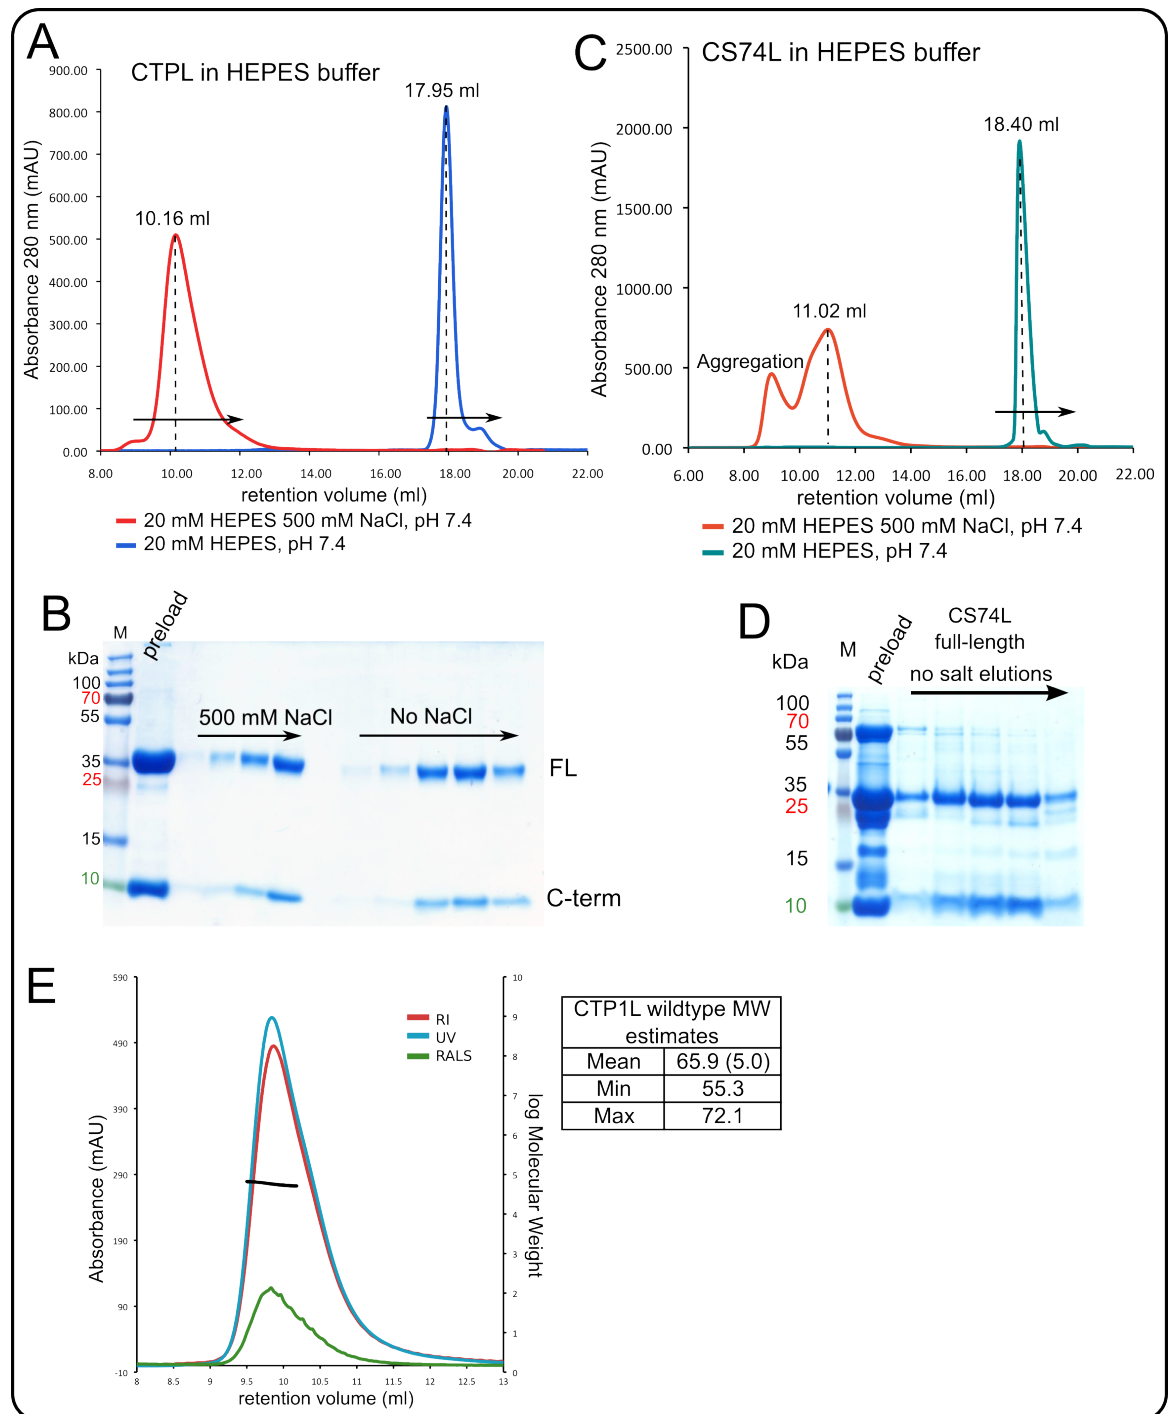 A
CTPL in HEPES buffer
900.00
800.00
700.00
600.00
500.00
400.00
300.00
200.00
100.00
0.00
Absorbance 280 nm (mAU)
10.16 ml
17.95 ml
8.00 10.00 12.00 14.00 16.00 18.00 20.00 22.00
retention volume (ml)
20 mM HEPES 500 mM NaCl, pH 7.4
20 mM HEPES, pH 7.4
C
CS74L in HEPES buffer
2500.00
2000.00
1500.00
1000.00
500.00
0.00
Absorbance 280 nm (mAU)
18.40 ml
11.02 ml
Aggregation
6.00 8.00 10.00 12.00 14.00 16.00 18.00 20.00 22.00
retention volume (ml)
20 mM HEPES 500 mM NaCl, pH 7.4
20 mM HEPES, pH 7.4
B
M
preload
kDa
100
70
55
35
25
15
10
500 mM NaCl
No NaCl
FL
C-term
D
kDa
M
preload
CS74L
full-length
no salt elutions
100
70
55
35
25
15
10
E
590
490
390
290
190
90
-10
Absorbance (mAU)
RI
UV
RALS
10
9
8
7
6
5
4
3
2
1
0
log Molecular Weight
8 8.5 9 9.5 10 10.5 11 11.5 12 12.5 13
retention volume (ml)
CTP1L wildtype MW
estimates
Mean 65.9 (5.0)
Min 55.3
Max 72.1